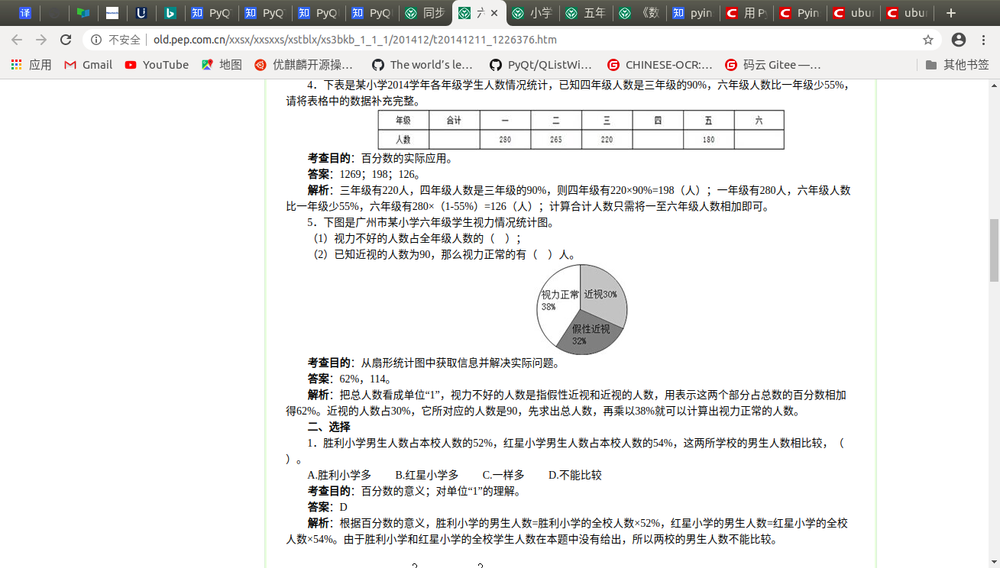 译 知 PyQ 知 PyQ 知 PyQ 知 PyQ 同步 六 小学 五年 《数 知 pyin 用 Py Pyin ubu ubu
不安全 old.pep.com.cn/xxsx/xxsxxs/xstblx/xs3bkb_1_1_1/201412/t20141211_1226376.htm
应用 Gmail YouTube 地图 优麒麟开源操... The world's le... PyQt/QListWi... CHINESE-OCR:... 码云 Gitee —... 其他书签
4．下表是某小学2014学年各年级学生人数情况统计，已知四年级人数是三年级的90%，六年级人数比一年级少55%，
请将表格中的数据补充完整。
年级 合计 一 二 三 四 五 六
人数 280 265 220 180
考查目的：百分数的实际应用。
答案：1269；198；126。
解析：三年级有220人，四年级人数是三年级的90%，则四年级有220×90%=198（人）；一年级有280人，六年级人数
比一年级少55%，六年级有280×（1-55%）=126（人）；计算合计人数只需将一至六年级人数相加即可。
5．下图是广州市某小学六年级学生视力情况统计图。
（1）视力不好的人数占全年级人数的（ ）；
（2）已知近视的人数为90，那么视力正常的有（ ）人。
视力正常 近视30%
38%
假性近视
32%
考查目的：从扇形统计图中获取信息并解决实际问题。
答案：62%，114。
解析：把总人数看成单位“1”，视力不好的人数是指假性近视和近视的人数，用表示这两个部分占总数的百分数相加
得62%。近视的人数占30%，它所对应的人数是90，先求出总人数，再乘以38%就可以计算出视力正常的人数。
二、选择
1．胜利小学男生人数占本校人数的52%，红星小学男生人数占本校人数的54%，这两所学校的男生人数相比较，（
）。
A.胜利小学多 B.红星小学多 C.一样多 D.不能比较
考查目的：百分数的意义；对单位“1”的理解。
答案：D
解析：根据百分数的意义，胜利小学的男生人数=胜利小学的全校人数×52%，红星小学的男生人数=红星小学的全校
人数×54%。由于胜利小学和红星小学的全校学生人数在本题中没有给出，所以两校的男生人数不能比较。